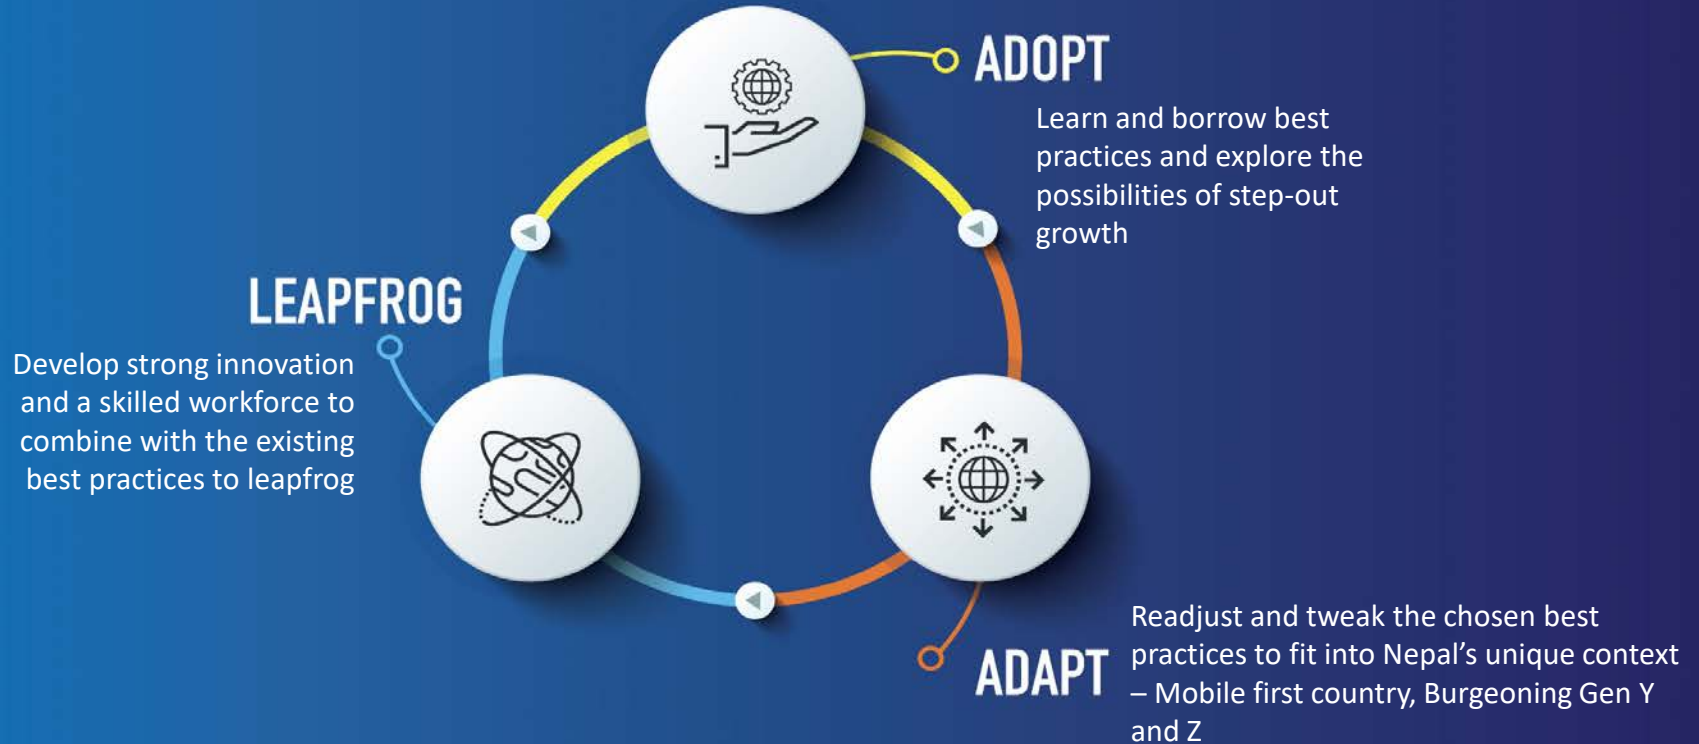 ADOPT
Learn and borrow best
practices and explore the
possibilities of step-out
growth
LEAPFROG
Develop strong innovation
and a skilled workforce to
combine with the existing
best practices to leapfrog
ADAPT
Readjust and tweak the chosen best
practices to fit into Nepal’s unique context
– Mobile first country, Burgeoning Gen Y
and Z